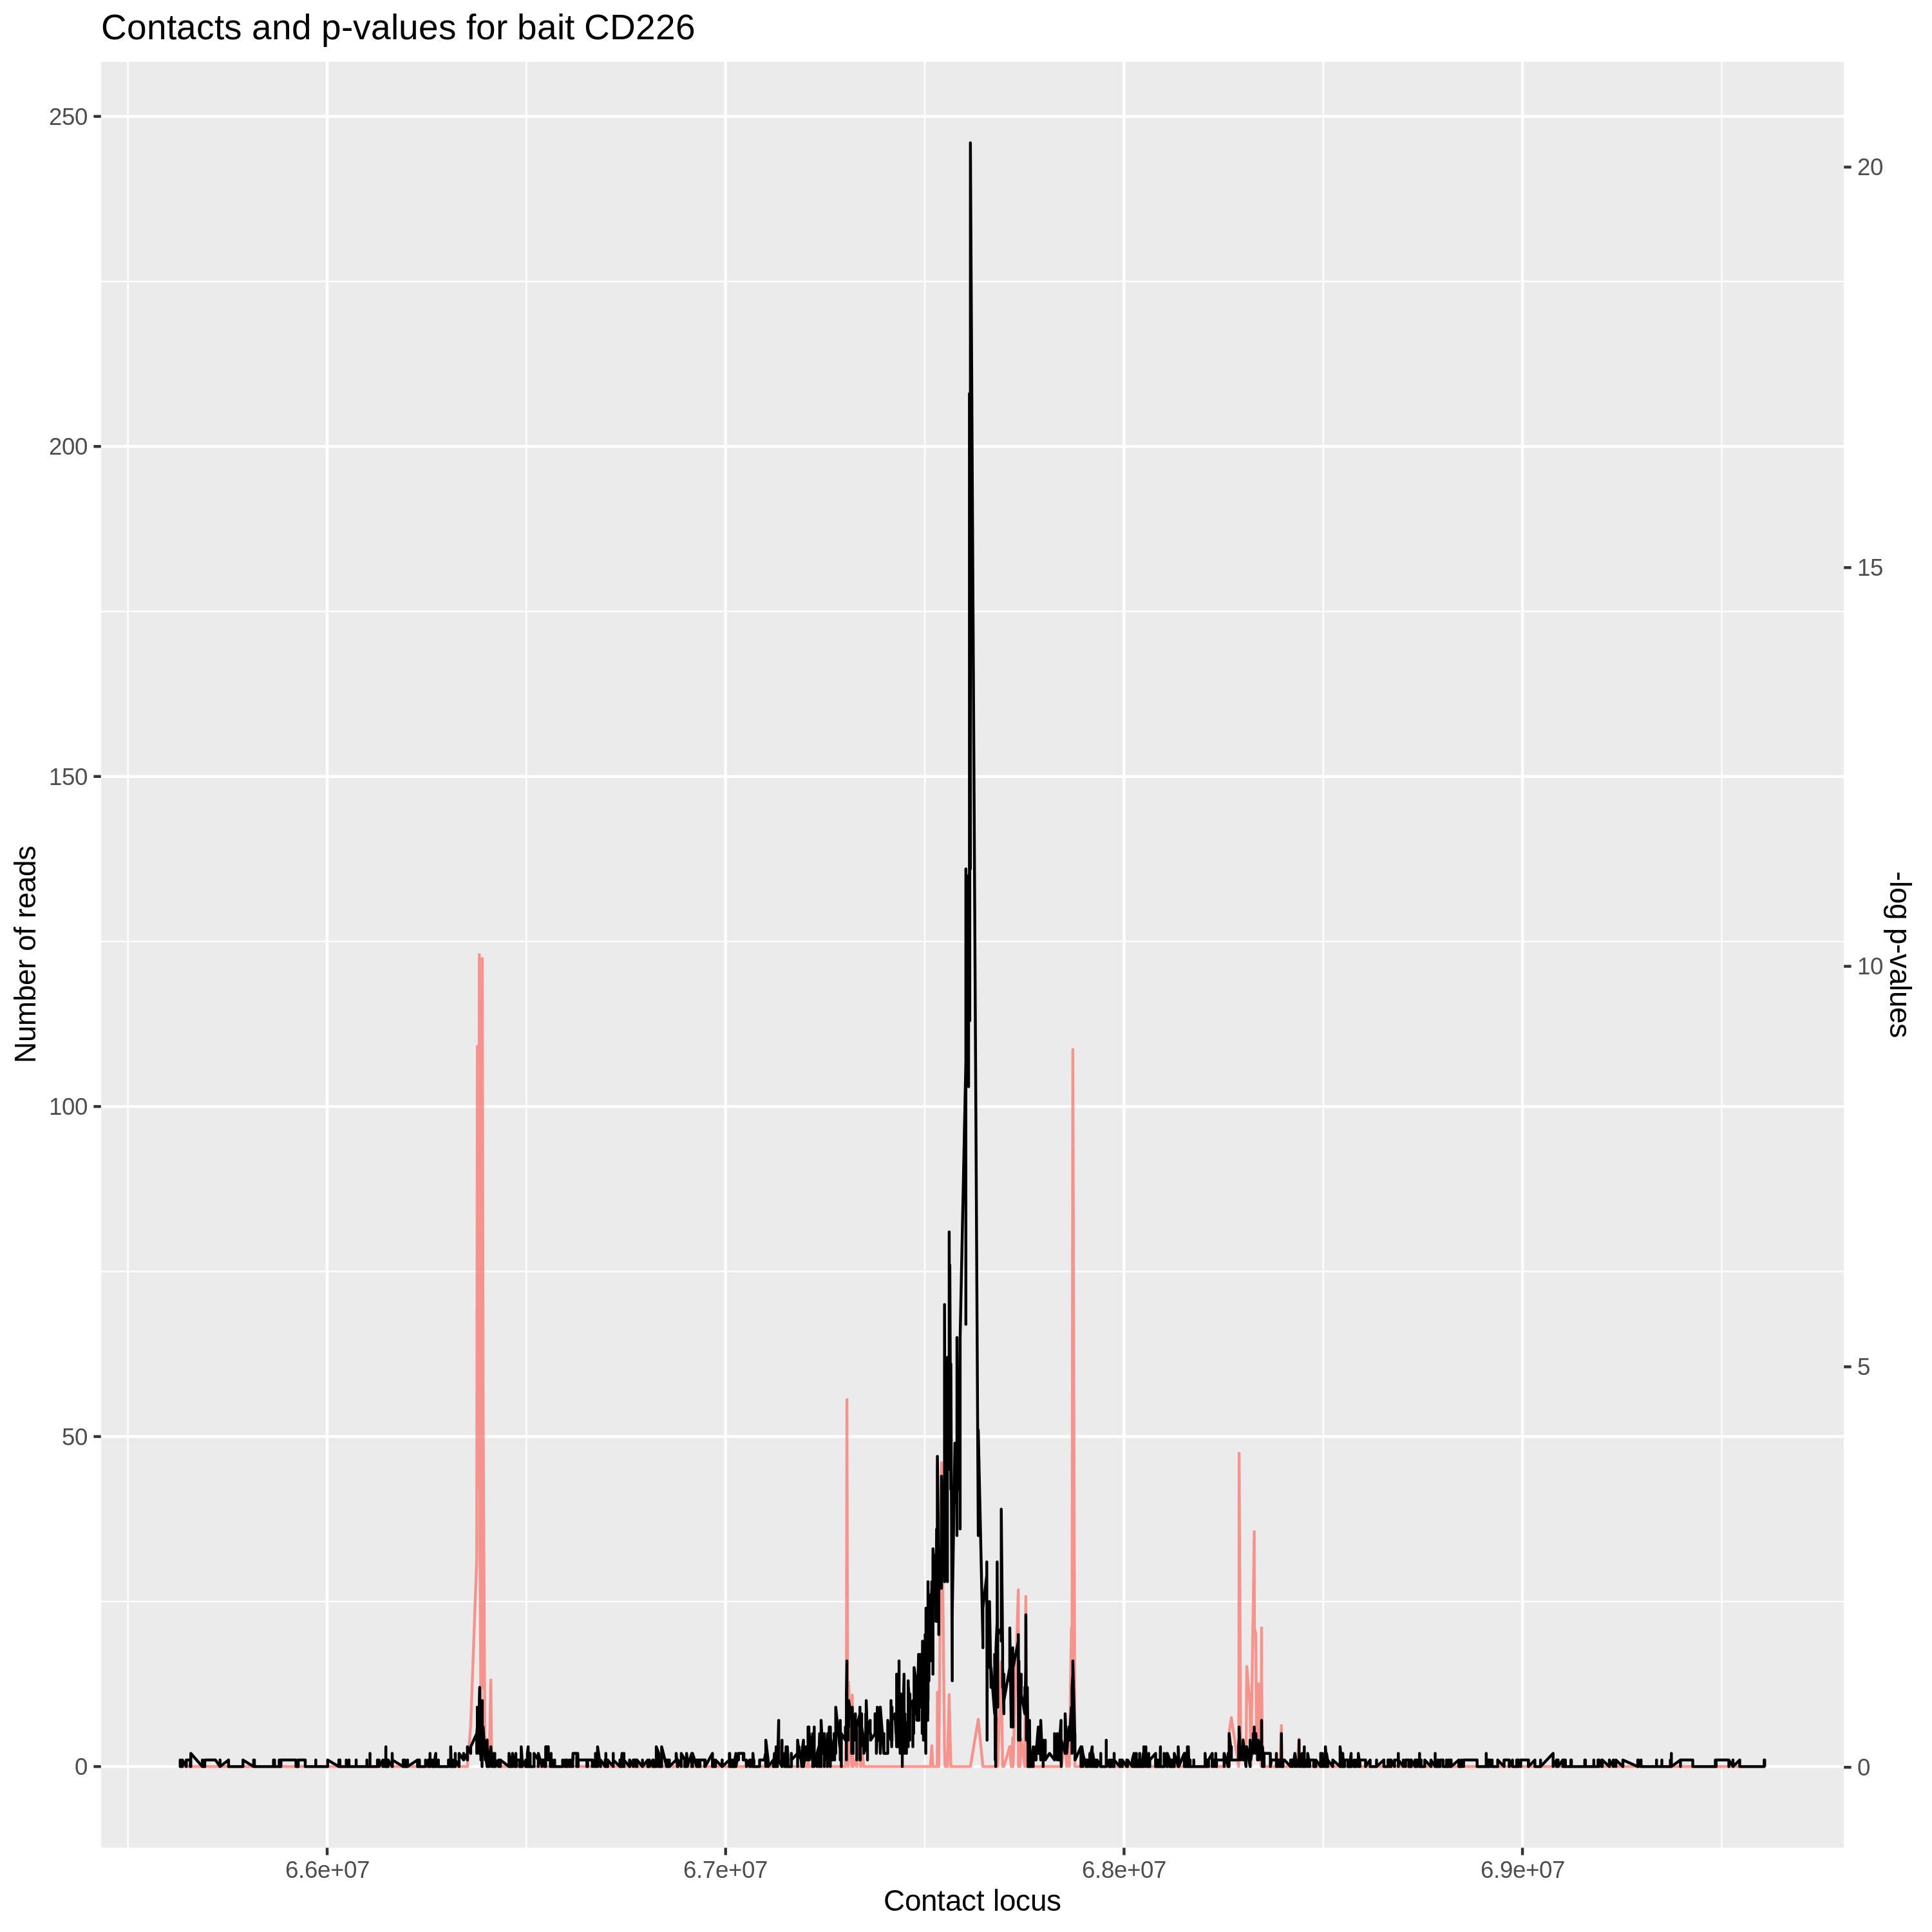 Contacts and p-values for bait CD226
250
200
150
100
50
0
Number of reads
20
15
10
5
0
-log p-values
6.6e+07
6.7e+07
6.8e+07
6.9e+07
Contact locus